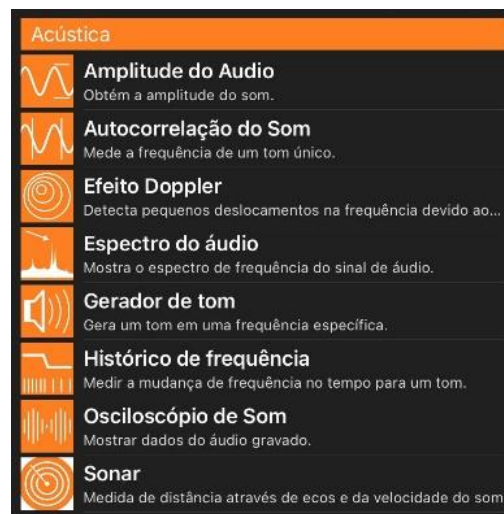 Acústica
Amplitude do Audio
Obtém a amplitude do som.
Autocorrelação do Som
Mede a frequência de um tom único.
Efeito Doppler
Detecta pequenos deslocamentos na frequência devido ao...
Espectro do áudio
Mostra o espectro de frequência do sinal de áudio.
Gerador de tom
Gera um tom em uma frequência específica.
Histórico de frequência
Medir a mudança de frequência no tempo para um tom.
Osciloscópio de Som
Mostrar dados do áudio gravado.
Sonar
Medida de distância através de ecos e da velocidade do som